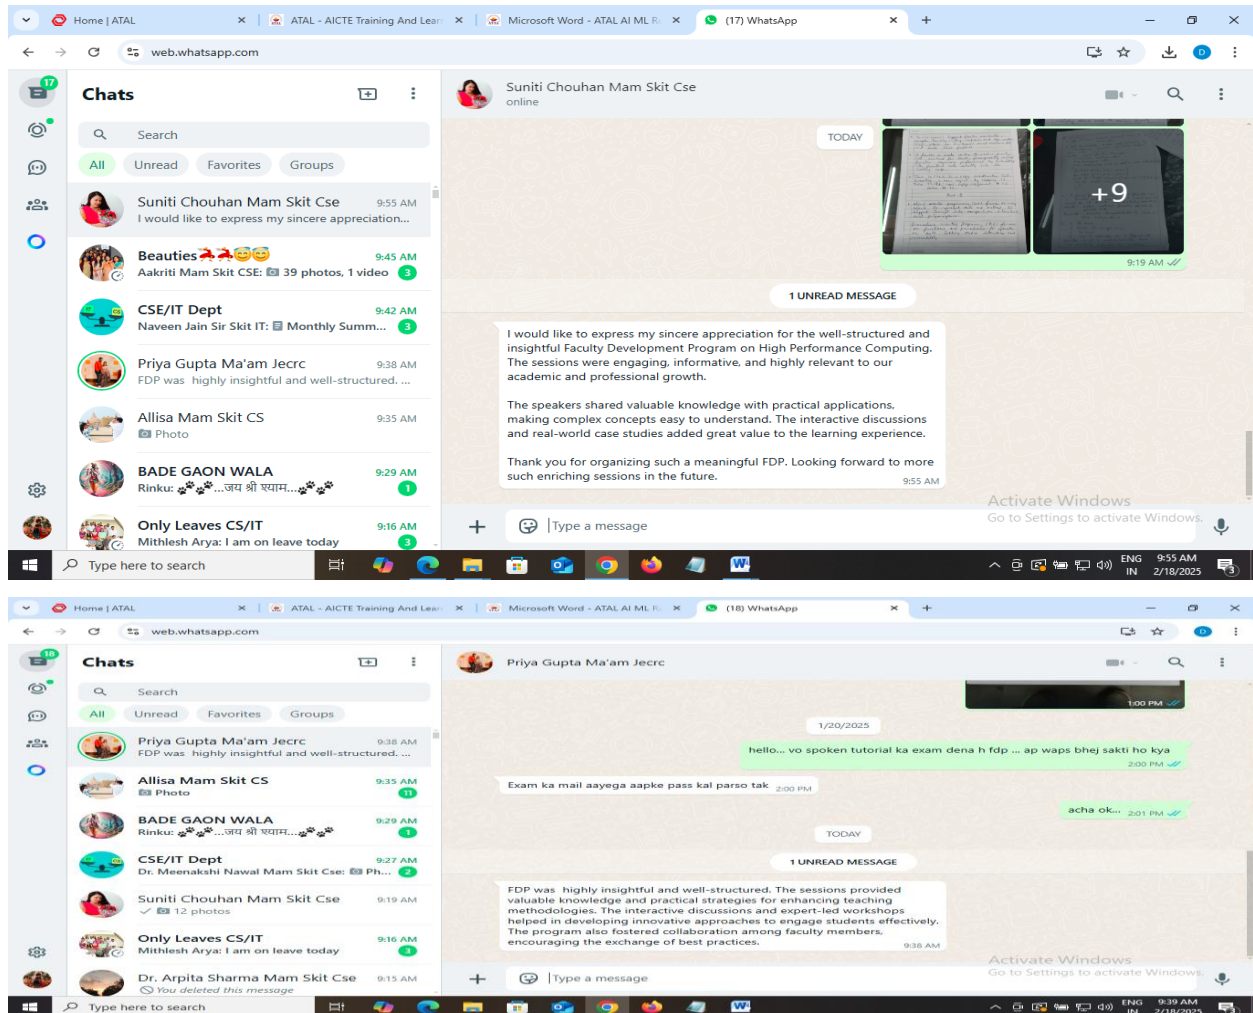 Home | ATAL
ATAL - AICTE Training And Lear
Microsoft Word - ATAL AI ML R
(17) WhatsApp
web.whatsapp.com
D
17
Chats
Search
All Unread Favorites Groups
Suniti Chouhan Mam Skit Cse 9:55 AM
I would like to express my sincere appreciation...
Beauties 9:45 AM
Aakriti Mam Skit CSE: 39 photos, 1 video 3
CSE/IT Dept 9:42 AM
Naveen Jain Sir Skit IT: Monthly Summ... 3
Priya Gupta Ma'am Jecrc 9:38 AM
FDP was highly insightful and well-structured. ...
Allisa Mam Skit CS 9:35 AM
Photo
BADE GAON WALA 9:29 AM
Rinku: 🐾🐾...जय श्री श्याम...🐾🐾 1
Only Leaves CS/IT 9:16 AM
Mithlesh Arya: I am on leave today 3
Suniti Chouhan Mam Skit Cse
online
TODAY
+9
9:19 AM
1 UNREAD MESSAGE
I would like to express my sincere appreciation for the well-structured and
insightful Faculty Development Program on High Performance Computing.
The sessions were engaging, informative, and highly relevant to our
academic and professional growth.
The speakers shared valuable knowledge with practical applications,
making complex concepts easy to understand. The interactive discussions
and real-world case studies added great value to the learning experience.
Thank you for organizing such a meaningful FDP. Looking forward to more
such enriching sessions in the future.
9:55 AM
Activate Windows
Go to Settings to activate Windows.
Type a message
Type here to search
ENG
IN
9:55 AM
2/18/2025
3
Home | ATAL
ATAL - AICTE Training And Lear
Microsoft Word - ATAL AI ML R
(18) WhatsApp
web.whatsapp.com
D
18
Chats
Search
All Unread Favorites Groups
Priya Gupta Ma'am Jecrc 9:38 AM
FDP was highly insightful and well-structured. ...
Allisa Mam Skit CS 9:35 AM
Photo 11
BADE GAON WALA 9:29 AM
Rinku: 🐾🐾...जय श्री श्याम...🐾🐾 1
CSE/IT Dept 9:27 AM
Dr. Meenakshi Nawal Mam Skit Cse: Ph... 2
Suniti Chouhan Mam Skit Cse 9:19 AM
12 photos
Only Leaves CS/IT 9:16 AM
Mithlesh Arya: I am on leave today 3
Dr. Arpita Sharma Mam Skit Cse 9:15 AM
You deleted this message
Priya Gupta Ma'am Jecrc
1:00 PM
1/20/2025
hello... vo spoken tutorial ka exam dena h fdp ... ap waps bhej sakti ho kya
2:00 PM
Exam ka mail aayega aapke pass kal parso tak 2:00 PM
acha ok... 2:01 PM
TODAY
1 UNREAD MESSAGE
FDP was highly insightful and well-structured. The sessions provided
valuable knowledge and practical strategies for enhancing teaching
methodologies. The interactive discussions and expert-led workshops
helped in developing innovative approaches to engage students effectively.
The program also fostered collaboration among faculty members,
encouraging the exchange of best practices.
9:38 AM
Activate Windows
Go to Settings to activate Windows.
Type a message
Type here to search
ENG
IN
9:39 AM
2/18/2025